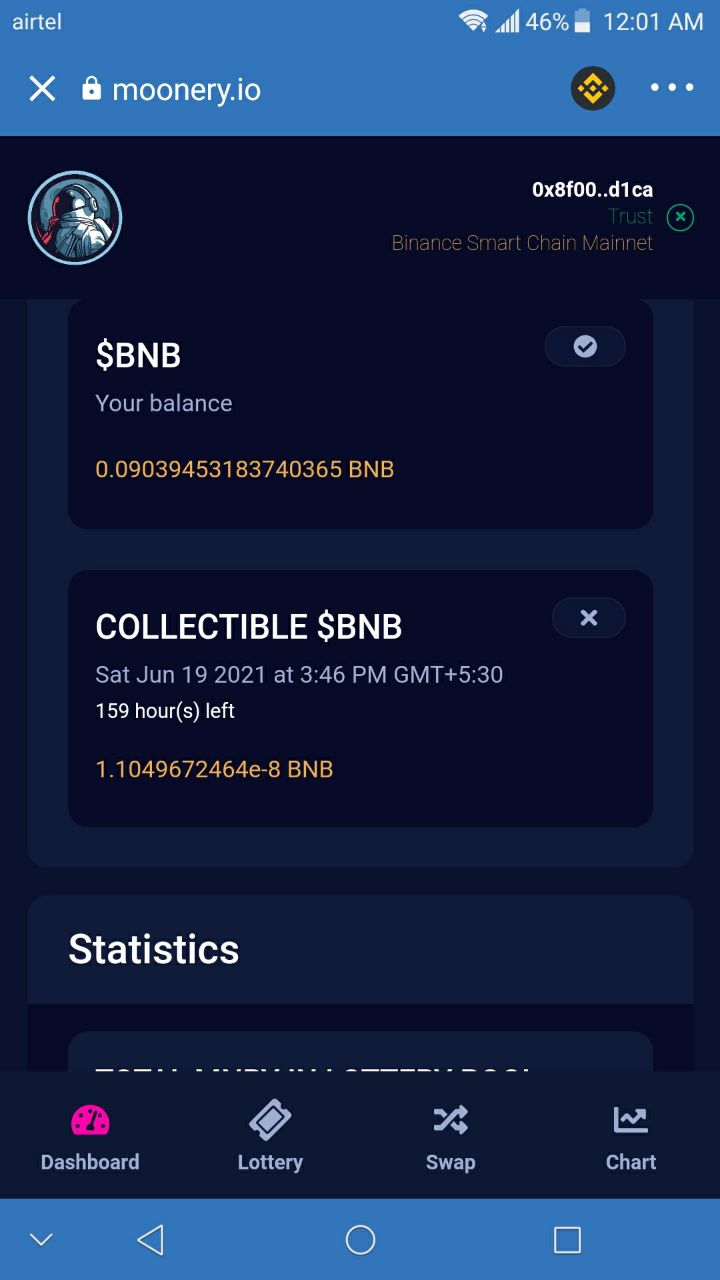 airtel
46% 12:01 AM
moonery.io
0x8f00..d1ca
Trust
Binance Smart Chain Mainnet
$BNB
Your balance
0.09039453183740365 BNB
COLLECTIBLE $BNB
Sat Jun 19 2021 at 3:46 PM GMT+5:30
159 hour(s) left
1.1049672464e-8 BNB
Statistics
Dashboard
Lottery
Swap
Chart